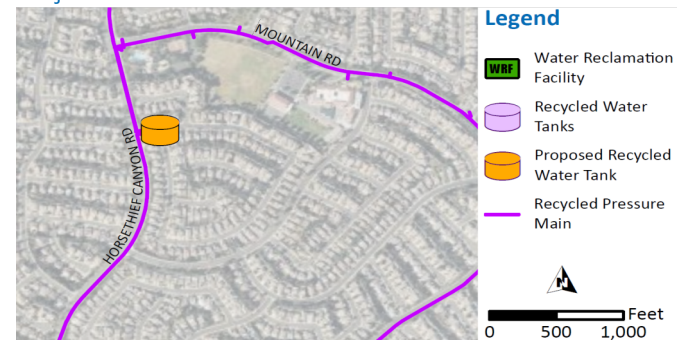 Legend
MOUNTAIN RD
WRF
Water Reclamation
Facility
Recycled Water
Tanks
HORSETHIEF CANYON RD
Proposed Recycled
Water Tank
Recycled Pressure
Main
N
Feet
0 500 1,000